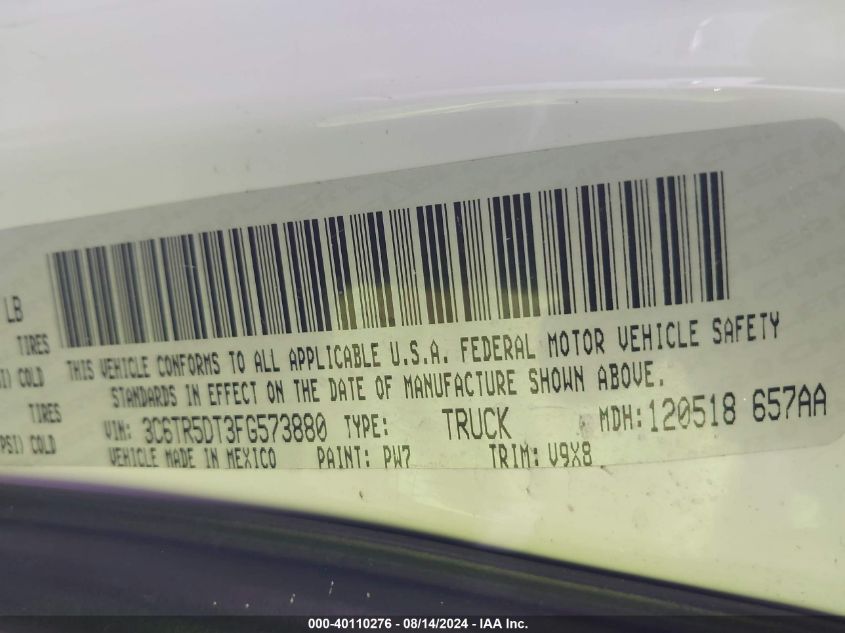 LB
TIRES
SI) COLD
TIRES
PSI) COLD
THIS VEHICLE CONFORMS TO ALL APPLICABLE U.S.A. FEDERAL MOTOR VEHICLE SAFETY
STANDARDS IN EFFECT ON THE DATE OF MANUFACTURE SHOWN ABOVE.
VIN: 3C6TR5DT3FG573880 TYPE: TRUCK MDH: 120518 657AA
VEHICLE MADE IN MEXICO PAINT: PW7 TRIM: V9X8
000-40110276 - 08/14/2024 - IAA Inc.